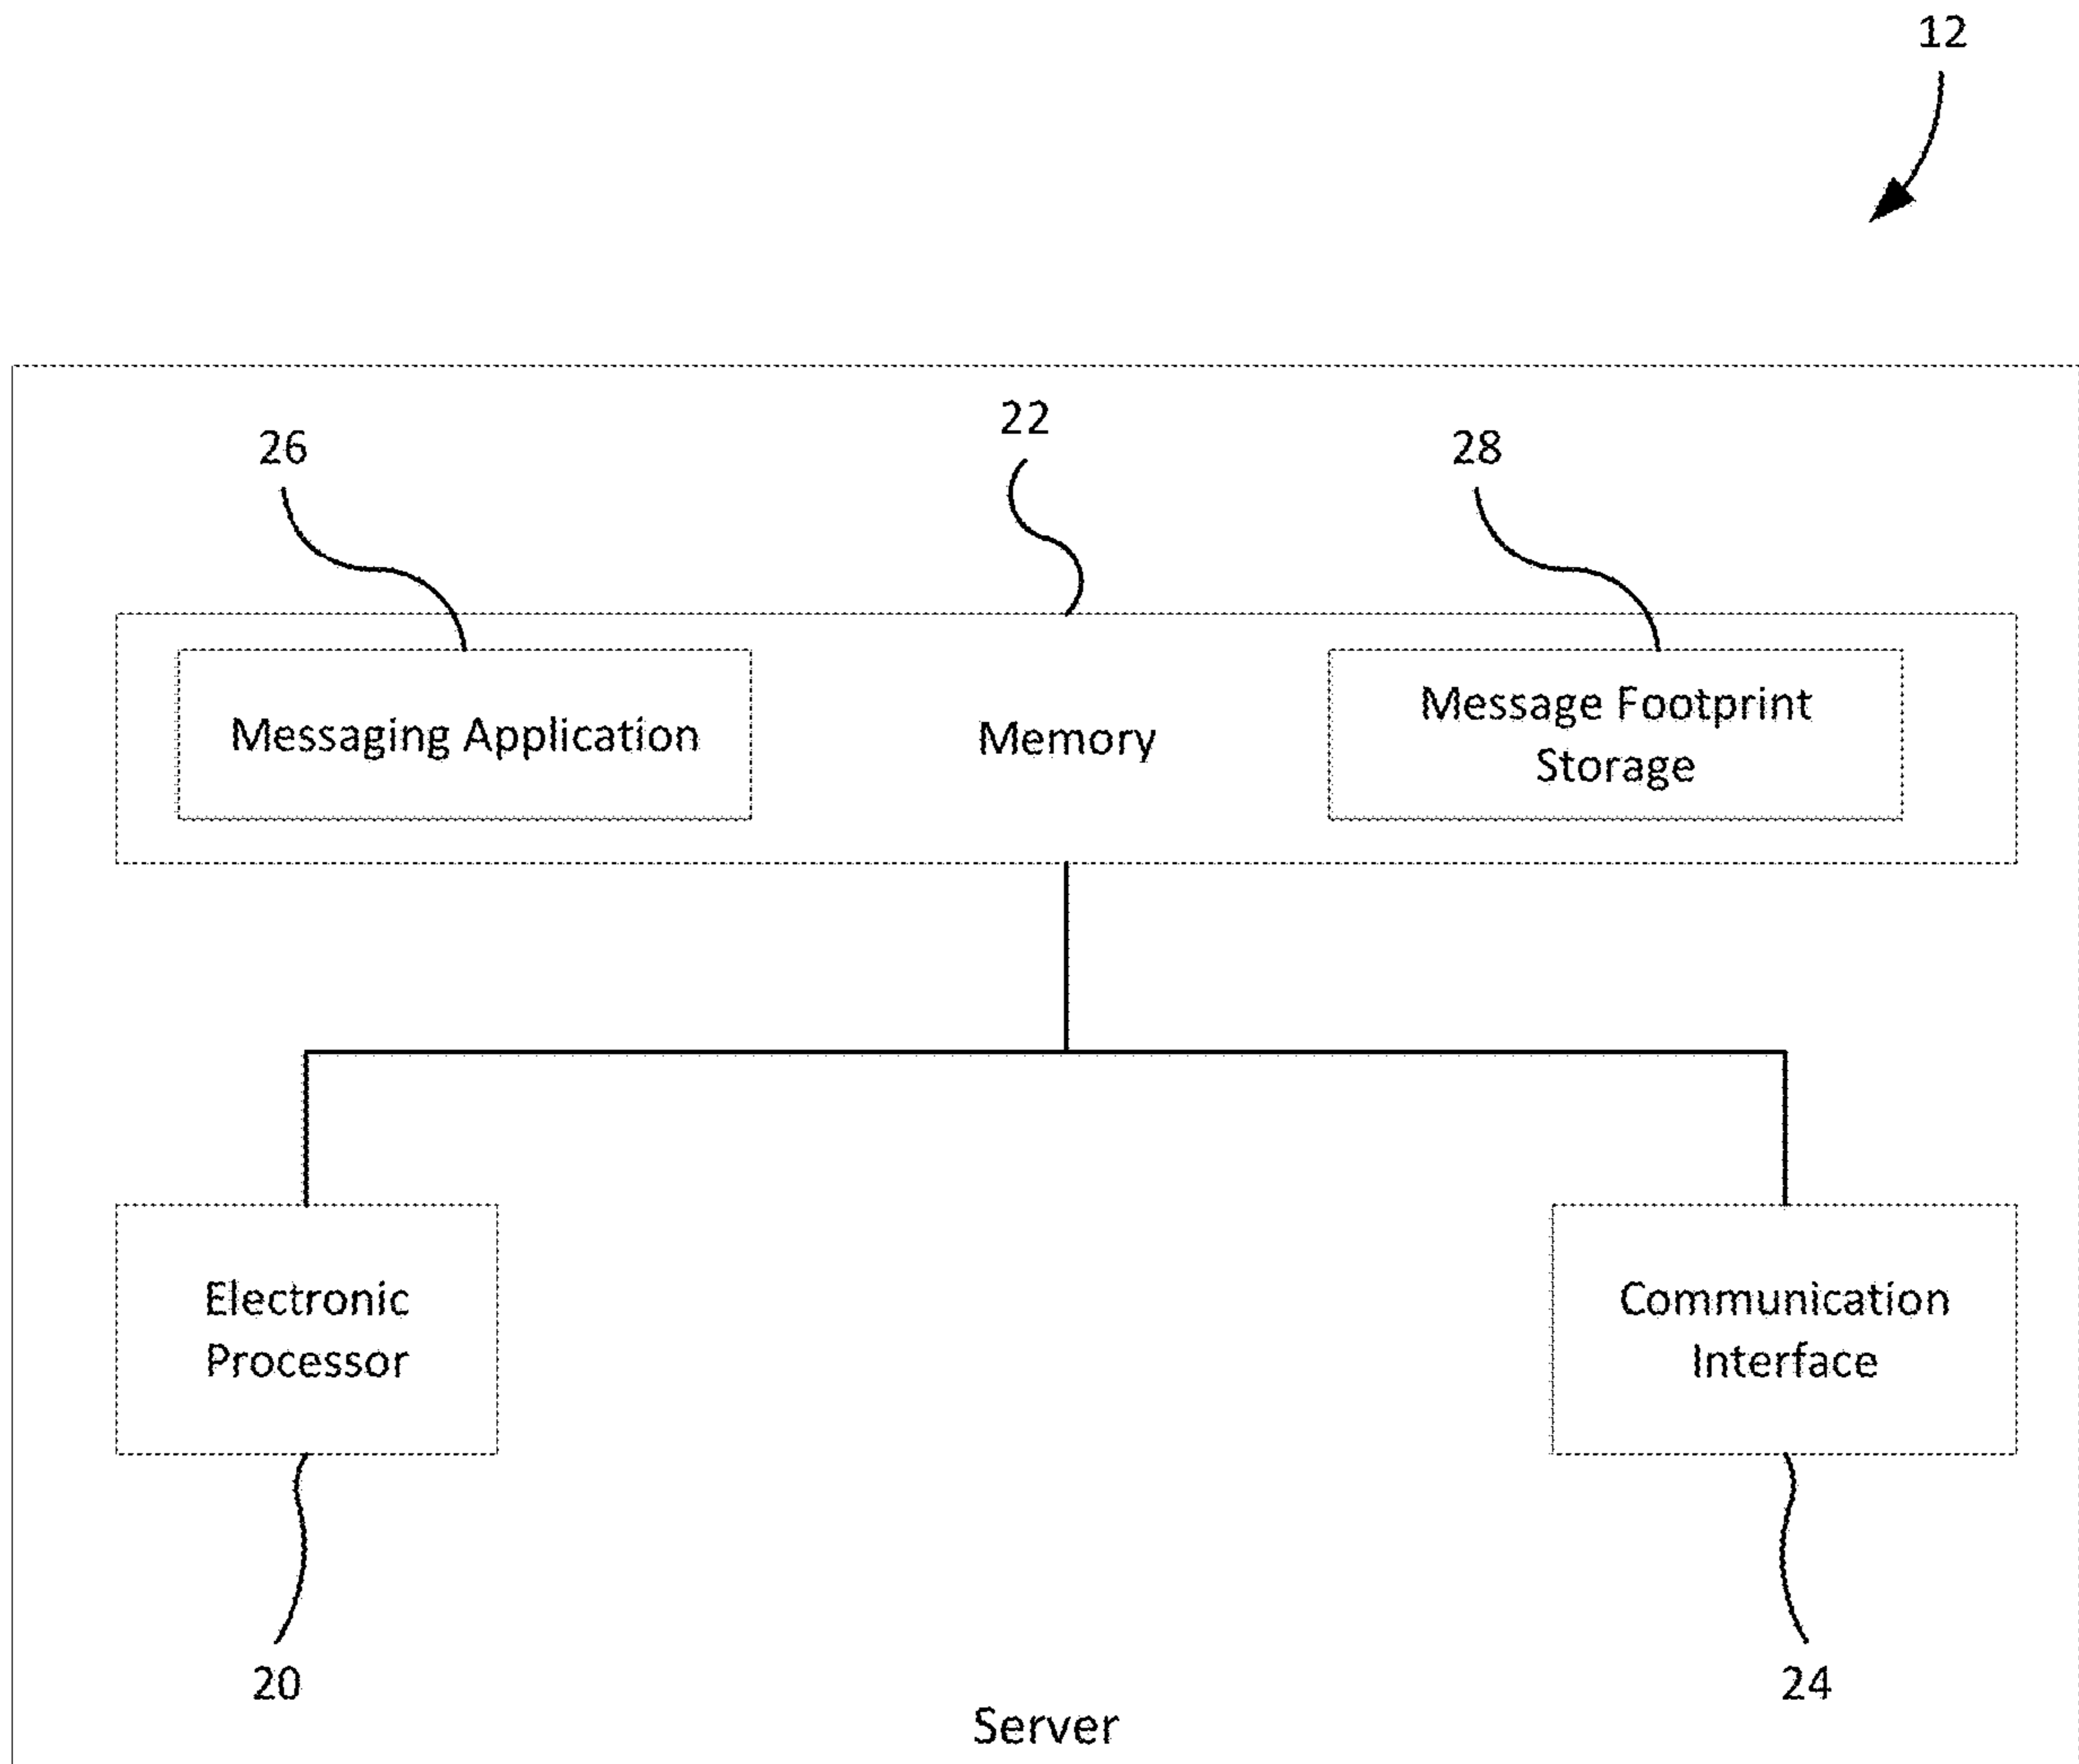 12
22
26
28
Messaging Application
Memory
Message Footprint
Storage
Electronic
Processor
Communication
Interface
20
24
Server